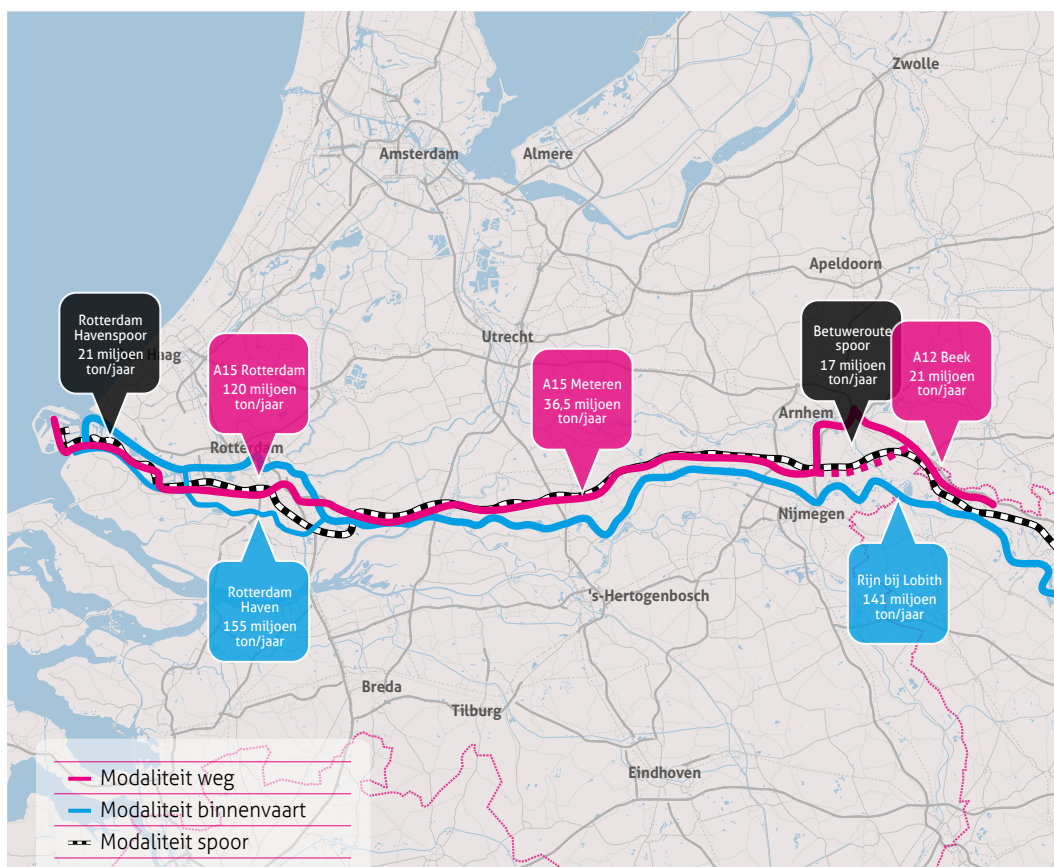 Zwolle
Amsterdam
Almere
Apeldoorn
Rotterdam
Havenspoor
21 miljoen
ton/jaar
Haag
Utrecht
A15 Rotterdam
120 miljoen
ton/jaar
A15 Meteren
36,5 miljoen
ton/jaar
Betuweroute
spoor
17 miljoen
ton/jaar
A12 Beek
21 miljoen
ton/jaar
Arnhem
Rotterdam
Nijmegen
Rotterdam
Haven
155 miljoen
ton/jaar
's-Hertogenbosch
Rijn bij Lobith
141 miljoen
ton/jaar
Breda
Tilburg
Eindhoven
Modaliteit weg
Modaliteit binnenvaart
Modaliteit spoor